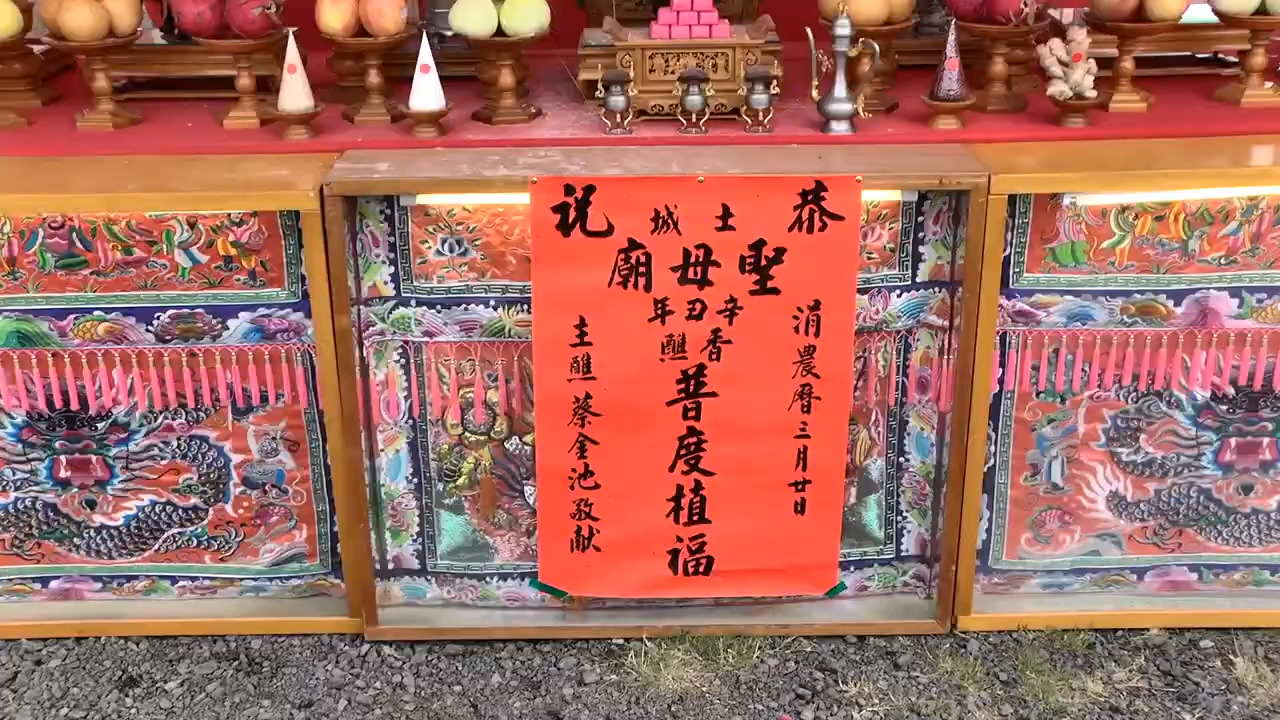 恭祝
土城
聖母廟
辛丑年
香醮
普度植福
涓農曆三月廿日
主醮蔡金池敬献